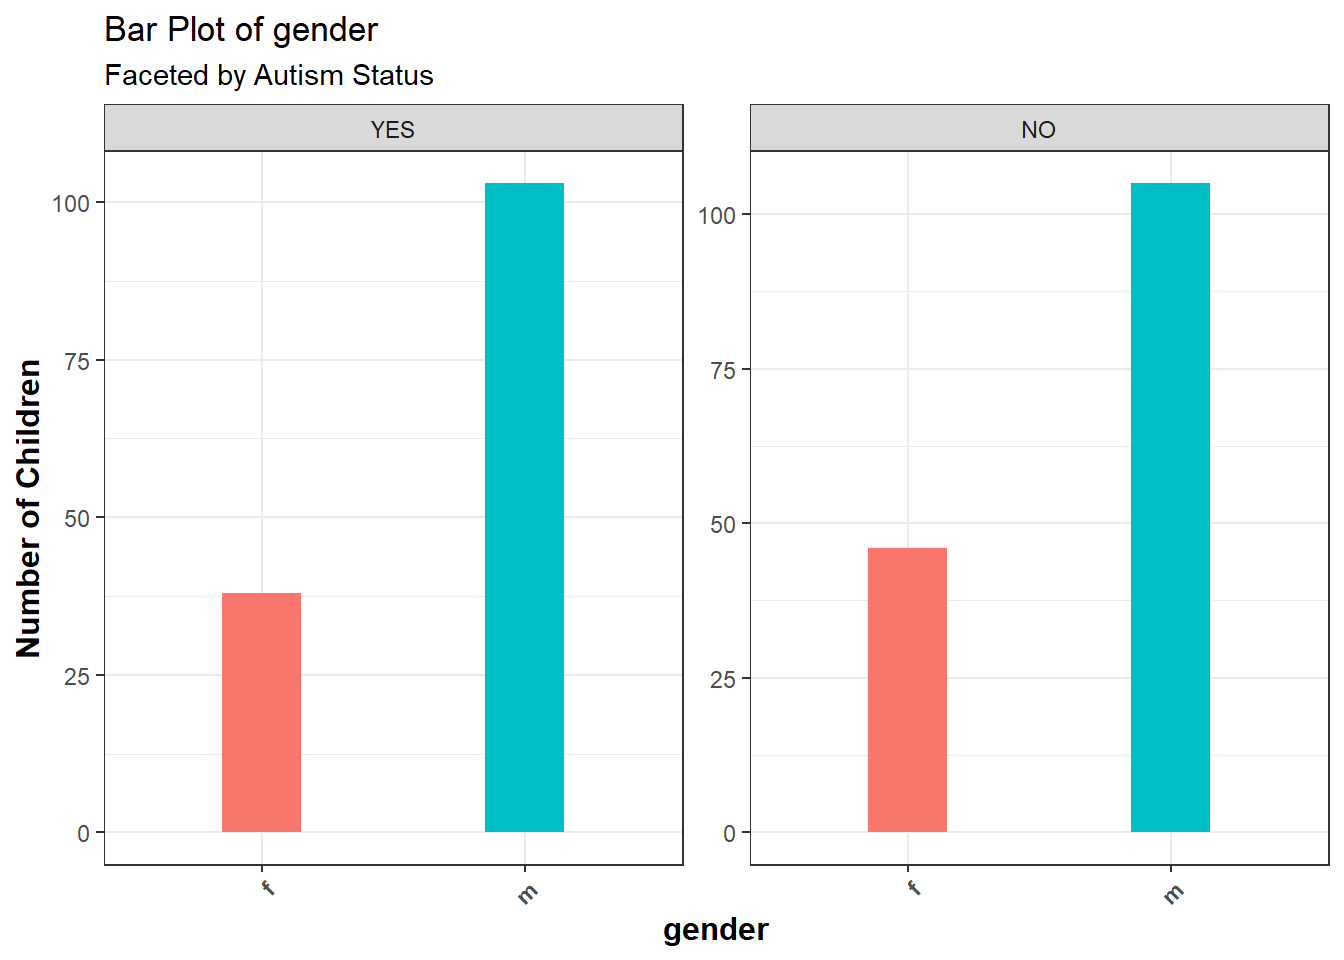 Bar Plot of gender
Faceted by Autism Status
YES
NO
100
75
50
25
0
100
75
50
25
0
Number of Children
f
m
f
m
gender